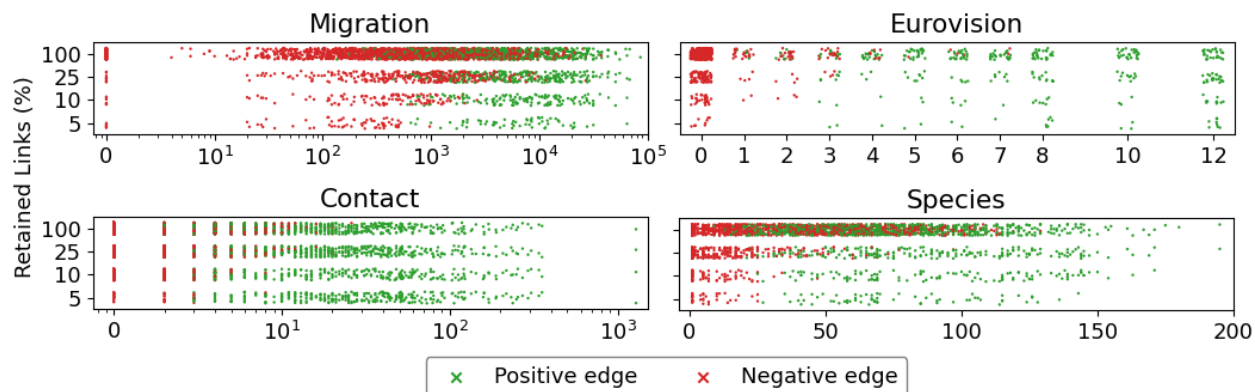 Migration
Eurovision
Retained Links (%)
100
25
10
5
0 10^1 10^2 10^3 10^4 10^5
0 1 2 3 4 5 6 7 8 10 12
Contact
Species
100
25
10
5
0 10^1 10^2 10^3
0 50 100 150 200
Positive edge Negative edge